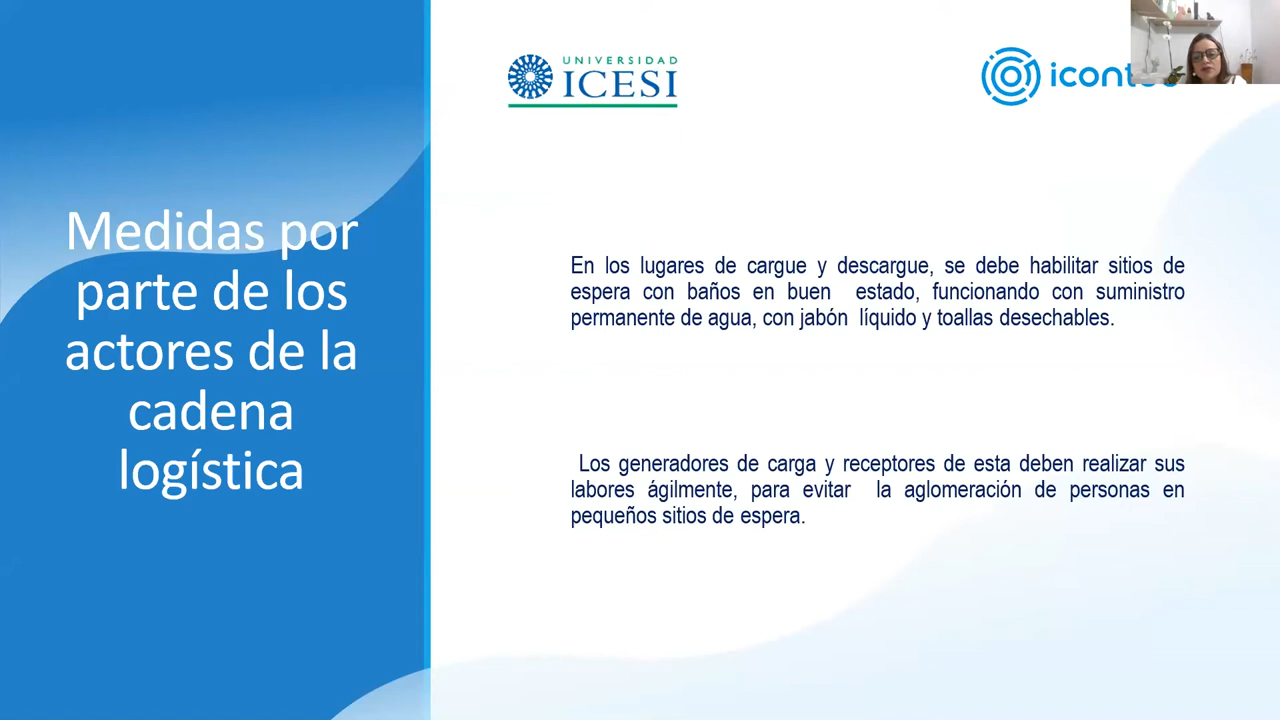 UNIVERSIDAD
ICESI
Medidas por
parte de los
actores de la
cadena
logística
En los lugares de cargue y descargue, se debe habilitar sitios de
espera con baños en buen estado, funcionando con suministro
permanente de agua, con jabón líquido y toallas desechables.
Los generadores de carga y receptores de esta deben realizar sus
labores ágilmente, para evitar la aglomeración de personas en
pequeños sitios de espera.